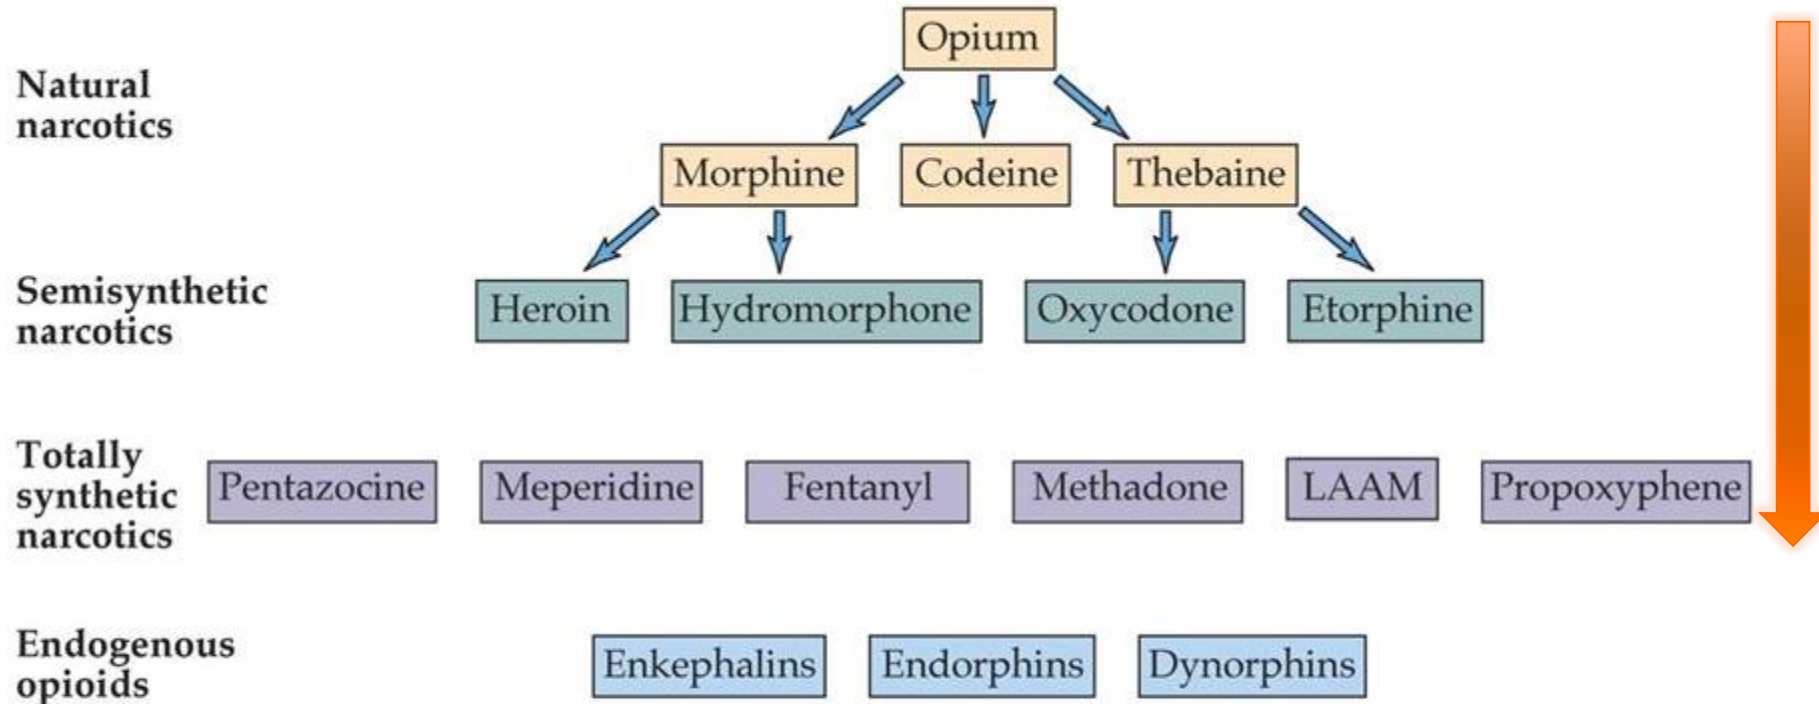 Opium
Natural
narcotics
Morphine Codeine Thebaine
Semisynthetic
narcotics
Heroin Hydromorphone Oxycodone Etorphine
Totally
synthetic
narcotics
Pentazocine Meperidine Fentanyl Methadone LAAM Propoxyphene
Endogenous
opioids
Enkephalins Endorphins Dynorphins